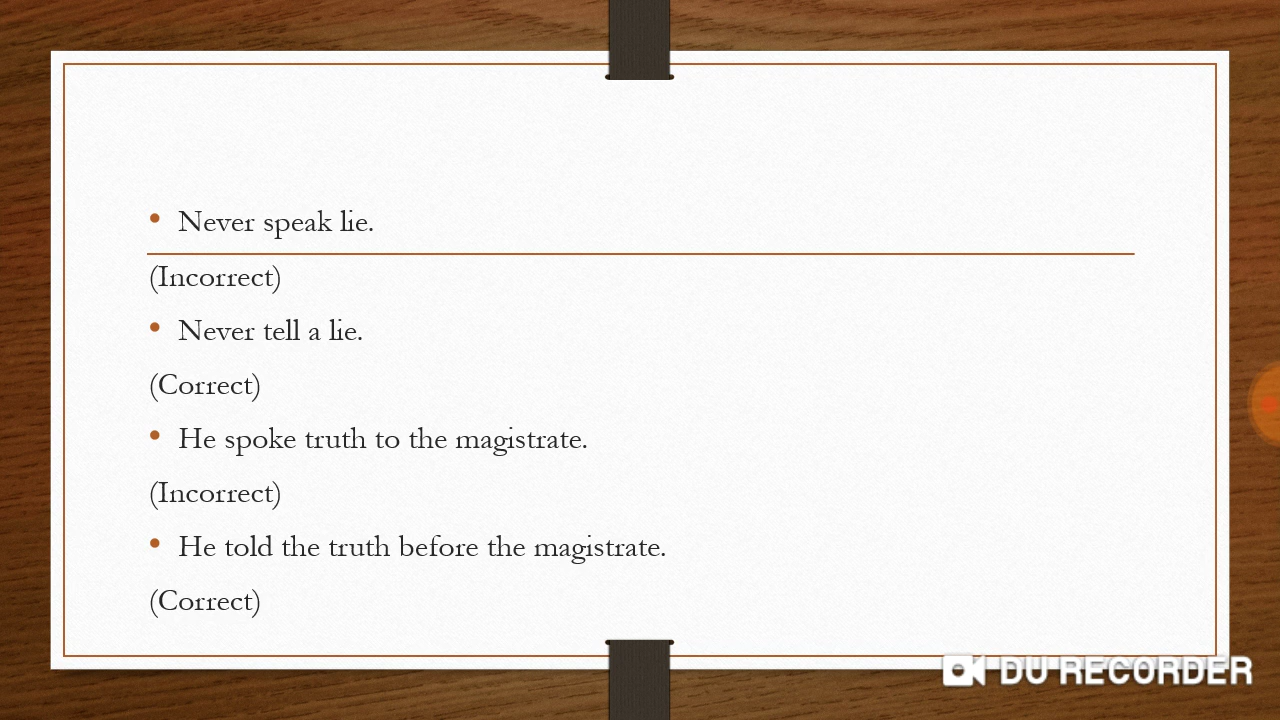 • Never speak lie.
(Incorrect)
• Never tell a lie.
(Correct)
• He spoke truth to the magistrate.
(Incorrect)
• He told the truth before the magistrate.
(Correct)
DU RECORDER